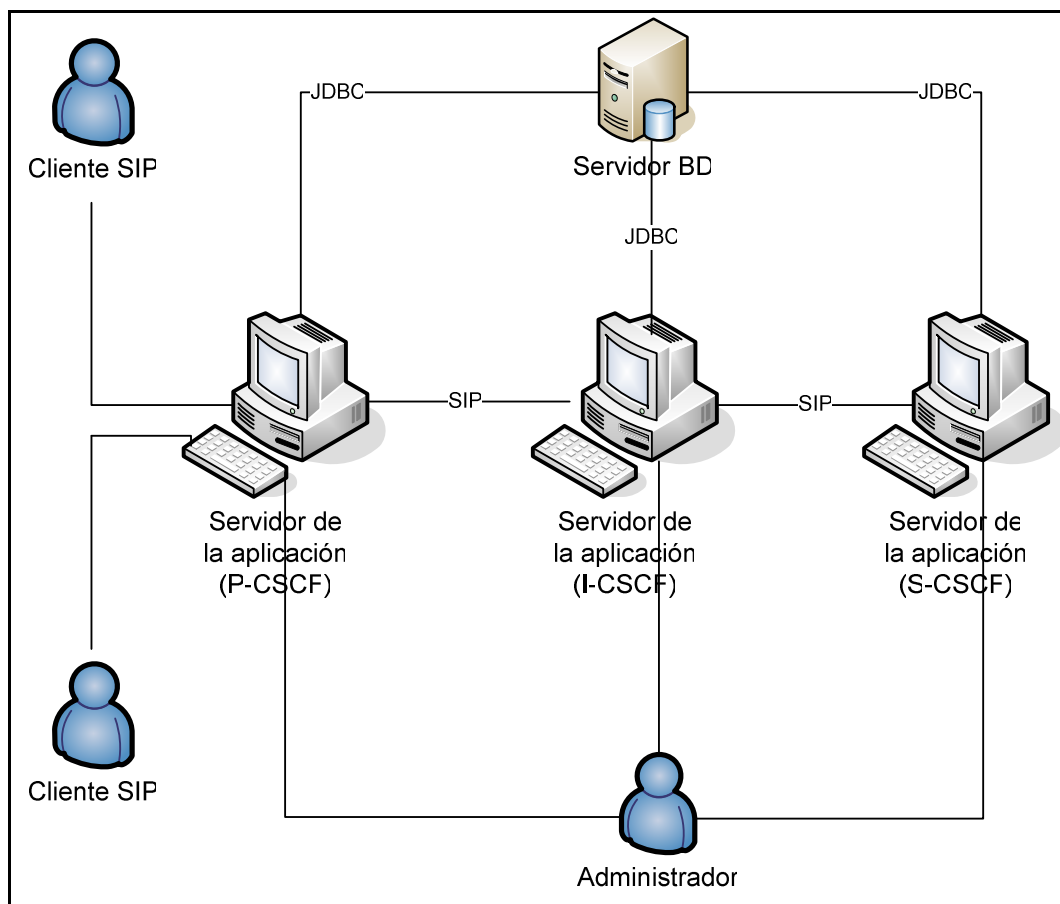 JDBC
JDBC
Cliente SIP
Servidor BD
JDBC
SIP
SIP
Servidor de
la aplicación
(P-CSCF)
Servidor de
la aplicación
(I-CSCF)
Servidor de
la aplicación
(S-CSCF)
Cliente SIP
Administrador